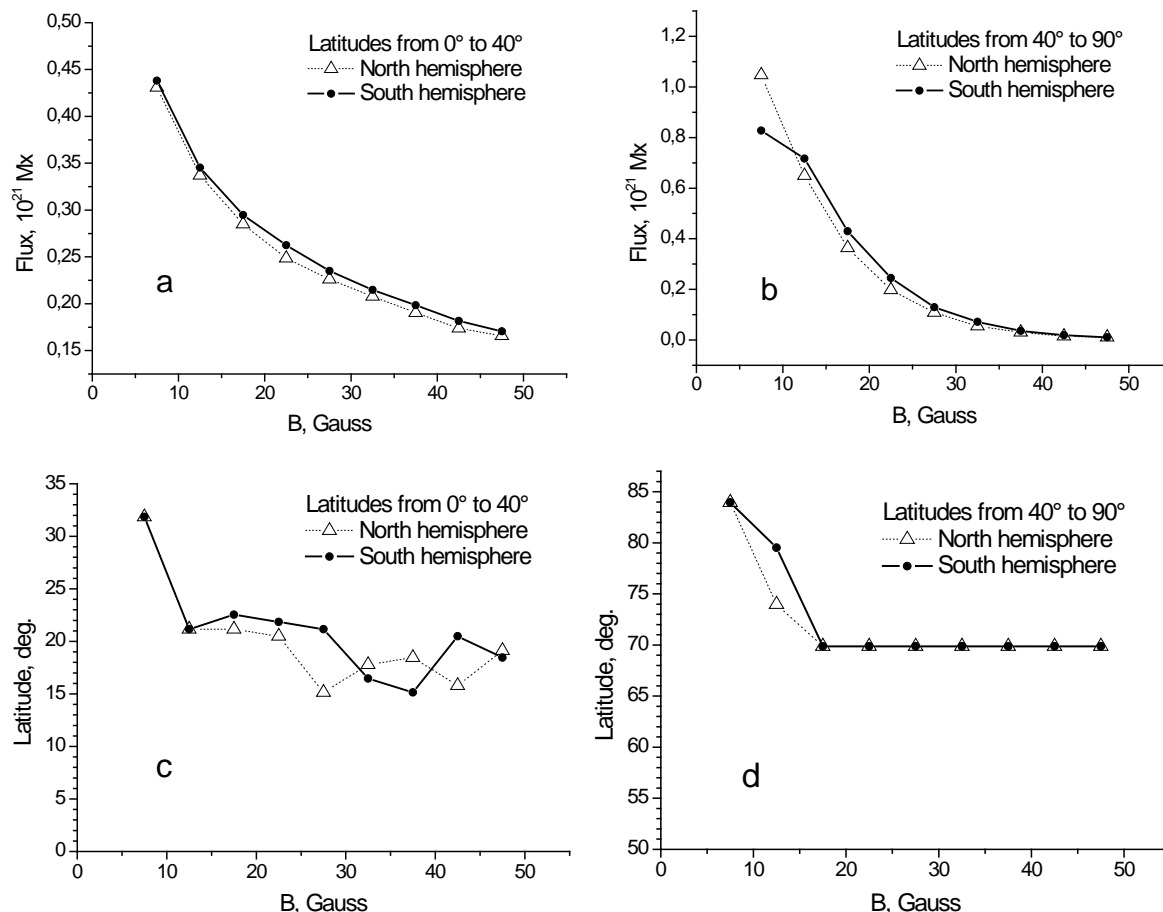 0,50
0,45
0,40
0,35
0,30
0,25
0,20
0,15
Flux, 10²¹ Mx
Latitudes from 0° to 40°
North hemisphere
South hemisphere
a
0 10 20 30 40 50
B, Gauss
1,2
1,0
0,8
0,6
0,4
0,2
0,0
Flux, 10²¹ Mx
Latitudes from 40° to 90°
North hemisphere
South hemisphere
b
0 10 20 30 40 50
B, Gauss
35
30
25
20
15
10
5
0
Latitude, deg.
Latitudes from 0° to 40°
North hemisphere
South hemisphere
c
0 10 20 30 40 50
B, Gauss
85
80
75
70
65
60
55
50
Latitude, deg.
Latitudes from 40° to 90°
North hemisphere
South hemisphere
d
0 10 20 30 40 50
B, Gauss